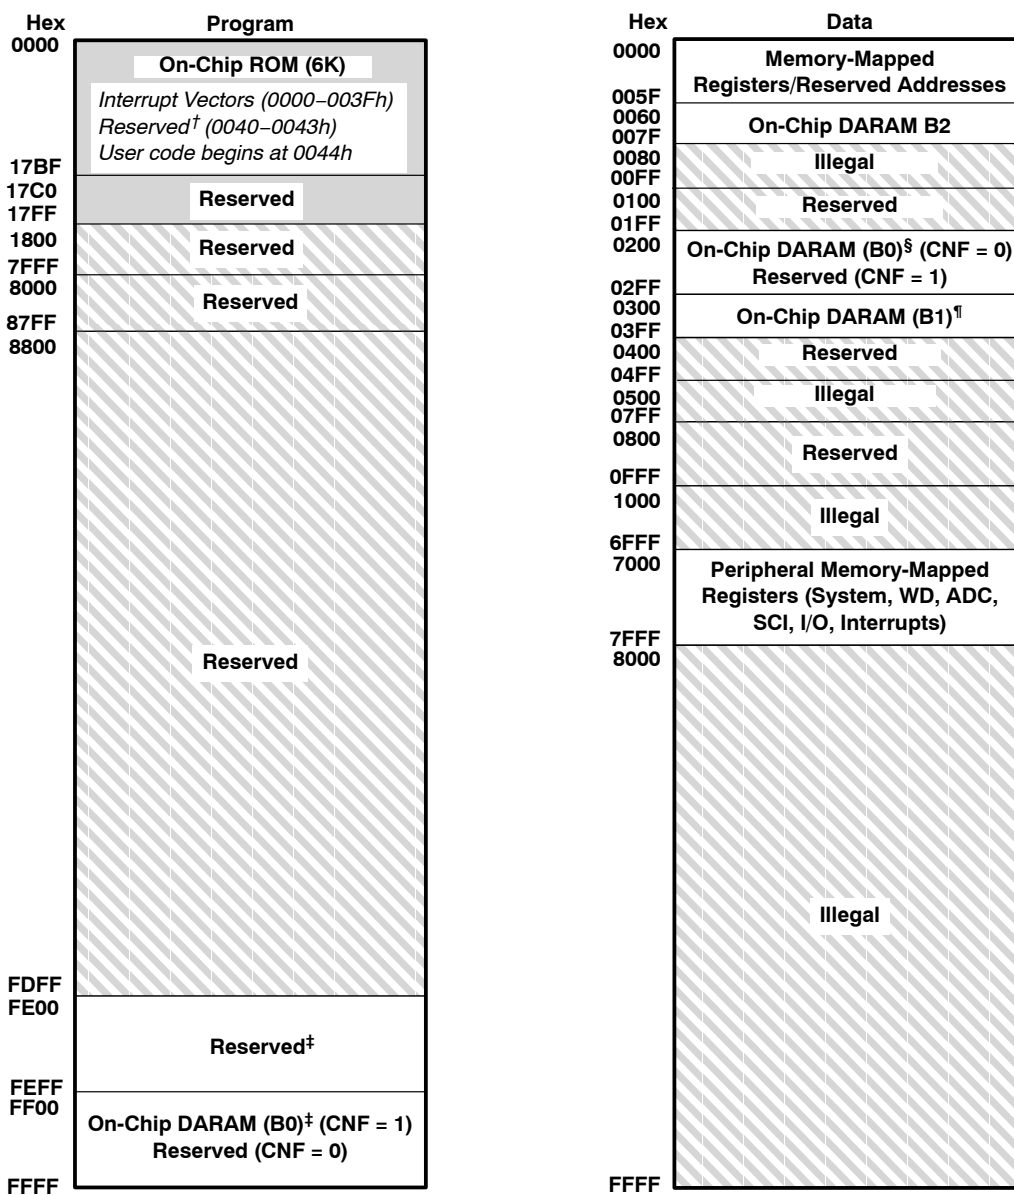 Hex
Program
0000
On-Chip ROM (6K)
Interrupt Vectors (0000–003Fh)
Reserved† (0040–0043h)
User code begins at 0044h
17BF
17C0
Reserved
17FF
1800
Reserved
7FFF
8000
Reserved
87FF
8800
Reserved
FDFF
FE00
Reserved‡
FEFF
FF00
On-Chip DARAM (B0)‡ (CNF = 1)
Reserved (CNF = 0)
FFFF
Hex
Data
0000
Memory-Mapped
Registers/Reserved Addresses
005F
0060
On-Chip DARAM B2
007F
0080
Illegal
00FF
0100
Reserved
01FF
0200
On-Chip DARAM (B0)§ (CNF = 0)
Reserved (CNF = 1)
02FF
0300
On-Chip DARAM (B1)¶
03FF
0400
Reserved
04FF
0500
Illegal
07FF
0800
Reserved
0FFF
1000
Illegal
6FFF
7000
Peripheral Memory-Mapped
Registers (System, WD, ADC,
SCI, I/O, Interrupts)
7FFF
8000
Illegal
FFFF